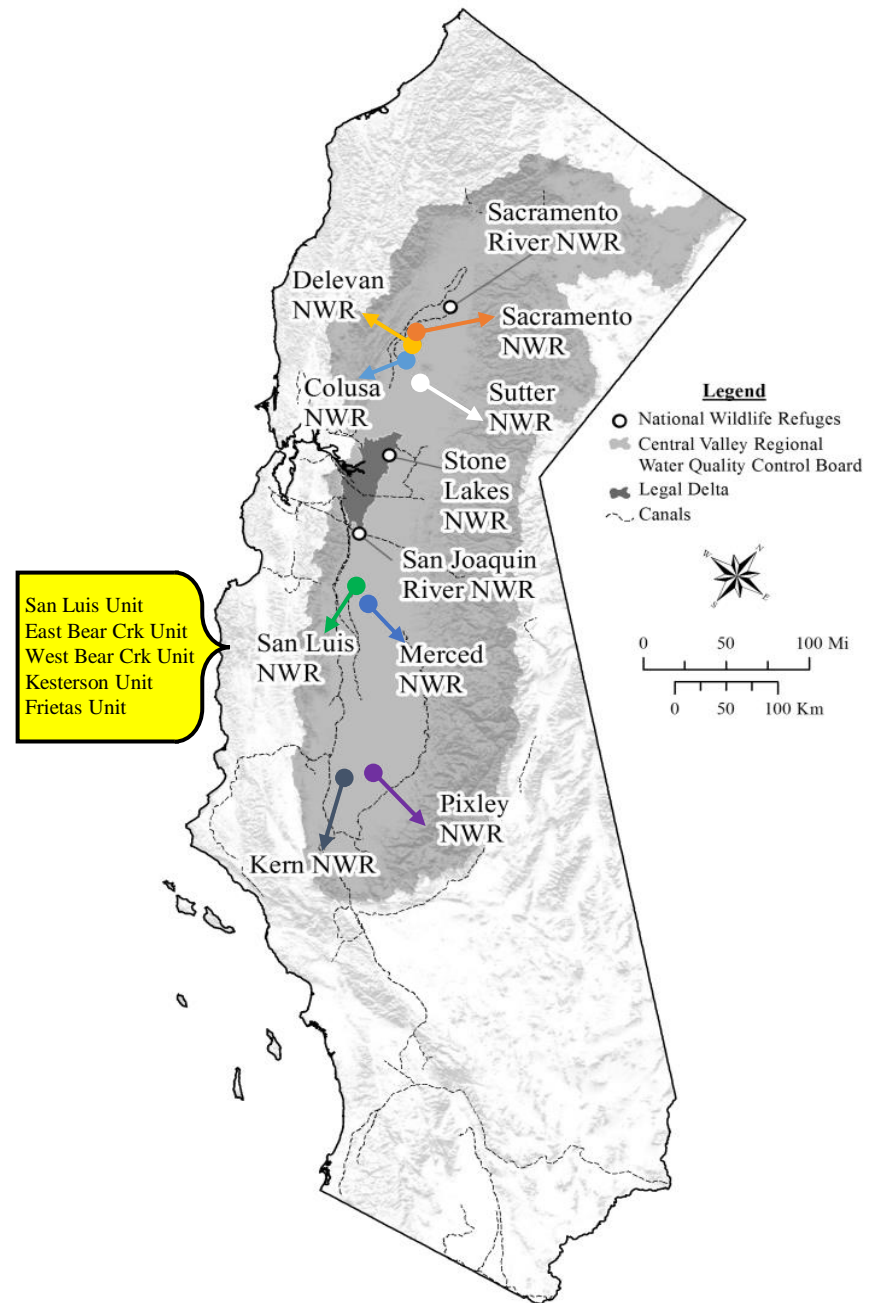 Sacramento
River NWR
Delevan
NWR
Sacramento
NWR
Colusa
NWR
Sutter
NWR
Legend
National Wildlife Refuges
Central Valley Regional
Water Quality Control Board
Legal Delta
Canals
Stone
Lakes
NWR
San Joaquin
River NWR
N
W
E
S
San Luis Unit
East Bear Crk Unit
West Bear Crk Unit
Kesterson Unit
Frietas Unit
San Luis
NWR
Merced
NWR
0 50 100 Mi
0 50 100 Km
Pixley
NWR
Kern NWR